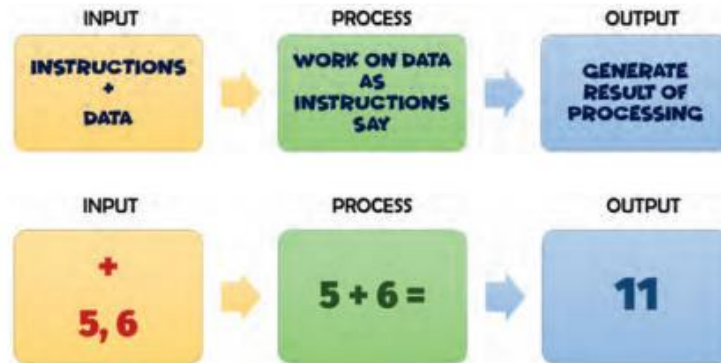 INPUT PROCESS OUTPUT
INSTRUCTIONS
+
DATA
WORK ON DATA
AS
INSTRUCTIONS
SAY
GENERATE
RESULT OF
PROCESSING
INPUT PROCESS OUTPUT
+
5, 6
5 + 6 =
11